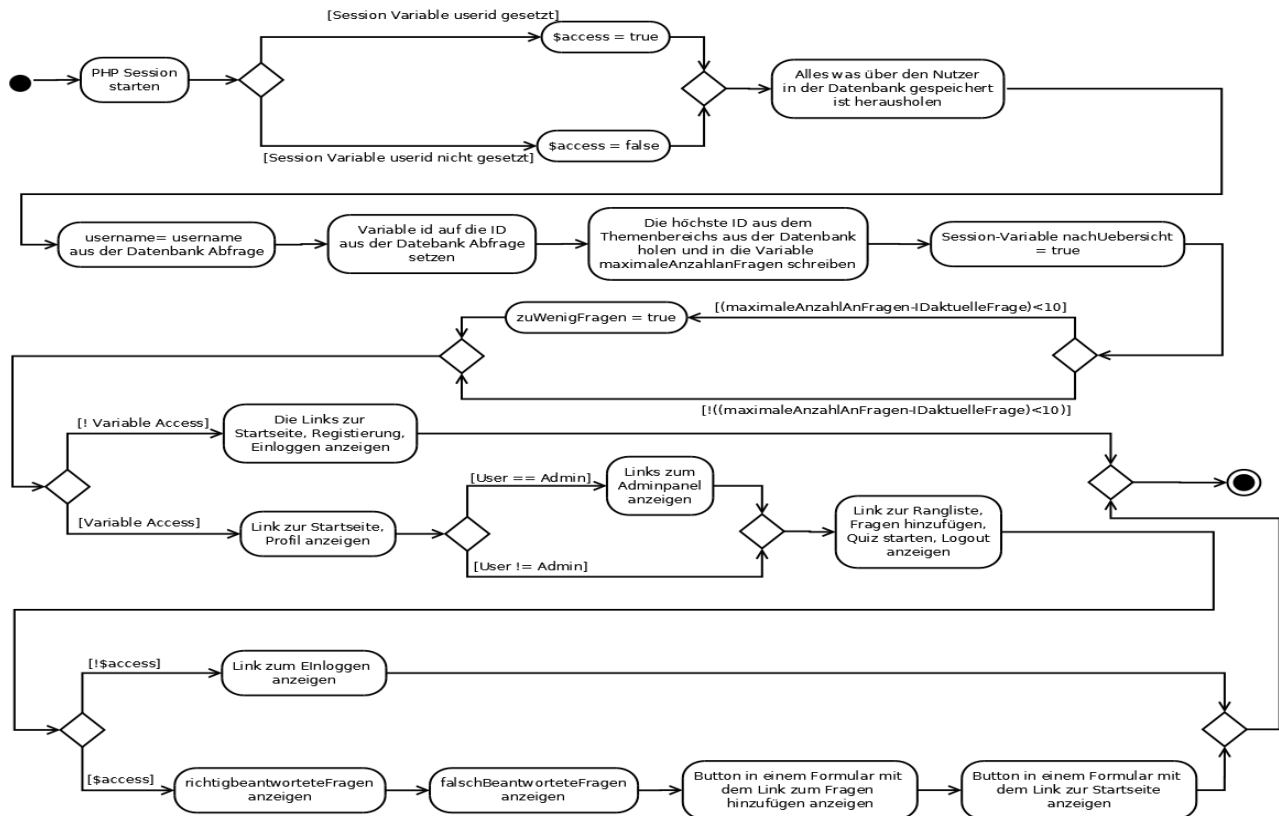 [Session Variable userid gesetzt]
$access = true
PHP Session
starten
Alles was über den Nutzer
in der Datenbank gespeichert
ist herausholen
$access = false
[Session Variable userid nicht gesetzt]
username= username
aus der Datenbank Abfrage
Variable id auf die ID
aus der Datebank Abfrage
setzen
Die höchste ID aus dem
Themenbereichs aus der Datenbank
holen und in die Variable
maximaleAnzahlanFragen schreiben
Session-Variable nachUebersicht
= true
[(maximaleAnzahlAnFragen-IDaktuelleFrage)<10]
zuWenigFragen = true
[!((maximaleAnzahlAnFragen-IDaktuelleFrage)<10)]
[! Variable Access]
Die Links zur
Startseite, Registierung,
Einloggen anzeigen
[User == Admin]
Links zum
Adminpanel
anzeigen
[Variable Access]
Link zur Startseite,
Profil anzeigen
Link zur Rangliste,
Fragen hinzufügen,
Quiz starten, Logout
anzeigen
[User != Admin]
[!$access]
Link zum EInloggen
anzeigen
[$access]
richtigbeantworteteFragen
anzeigen
falschBeantworteteFragen
anzeigen
Button in einem Formular mit
dem Link zum Fragen
hinzufügen anzeigen
Button in einem Formular mit
dem Link zur Startseite
anzeigen